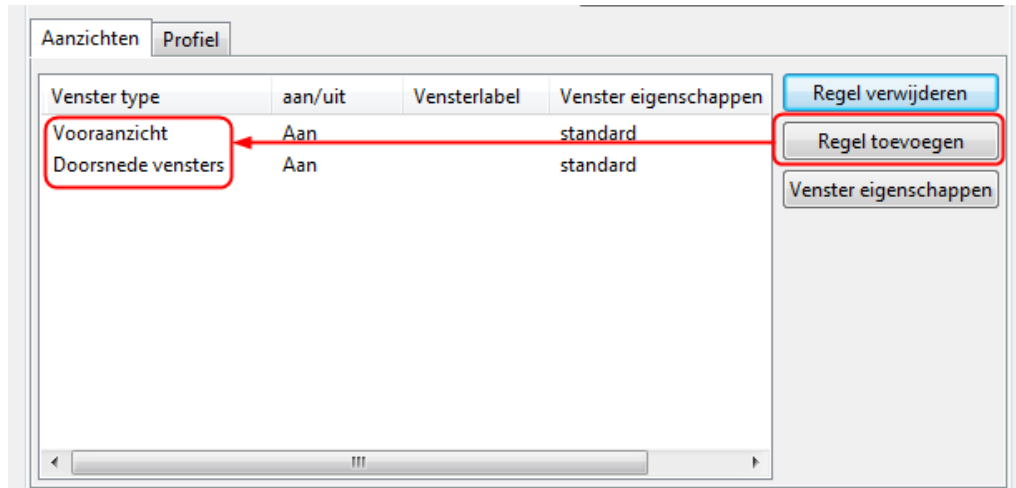 Aanzichten Profiel
Venster type aan/uit Vensterlabel Venster eigenschappen Regel verwijderen
Vooraanzicht Aan standard Regel toevoegen
Doorsnede vensters Aan standard
Venster eigenschappen